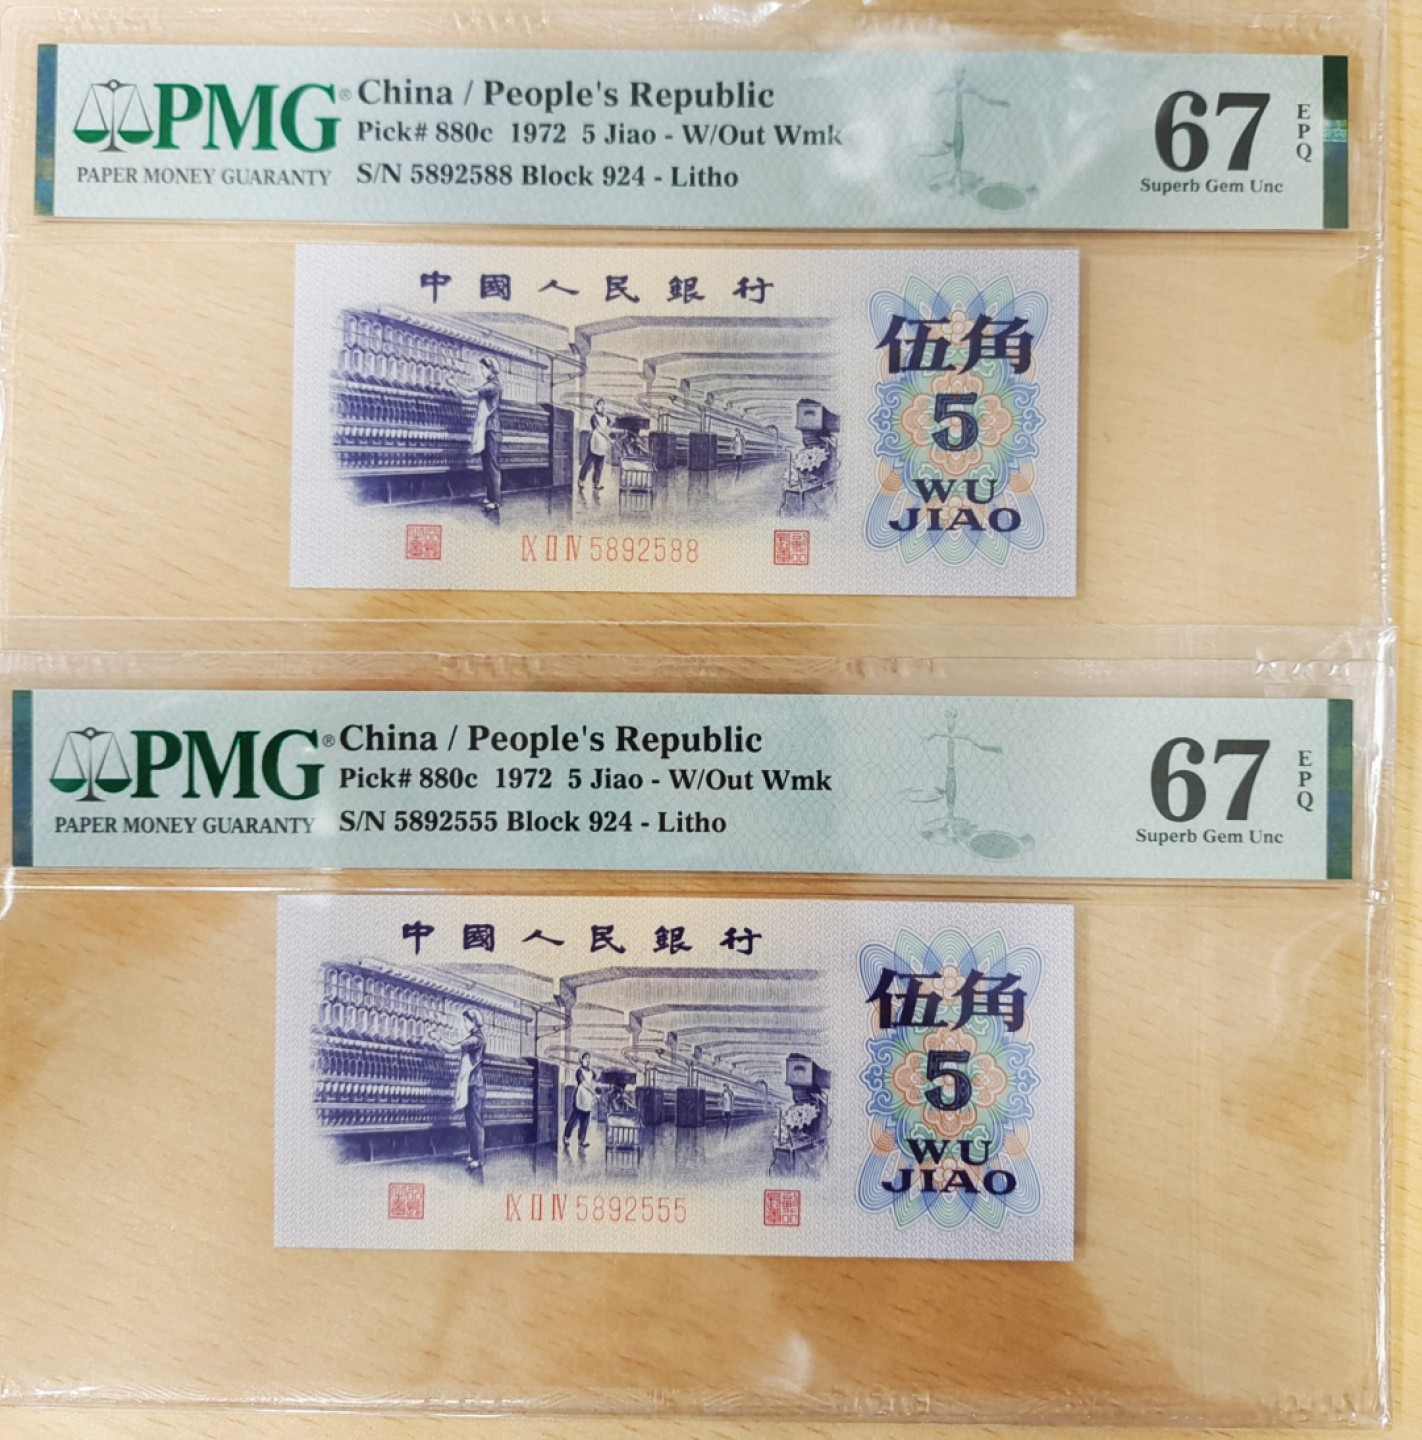 PMG®
PAPER MONEY GUARANTY
China / People's Republic
Pick# 880c 1972 5 Jiao - W/Out Wmk
S/N 5892588 Block 924 - Litho
67
EPQ
Superb Gem Unc
中國人民銀行
伍角
5
WU
JIAO
Ⅸ Ⅱ Ⅳ 5892588
PMG®
PAPER MONEY GUARANTY
China / People's Republic
Pick# 880c 1972 5 Jiao - W/Out Wmk
S/N 5892555 Block 924 - Litho
67
EPQ
Superb Gem Unc
中國人民銀行
伍角
5
WU
JIAO
Ⅸ Ⅱ Ⅳ 5892555